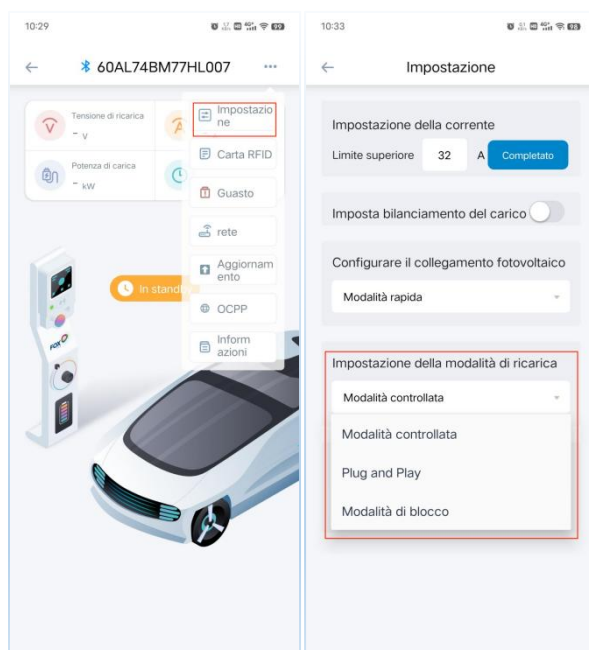 10:29
60AL74BM77HL007
Tensione di ricarica
- V
Potenza di carica
- kW
In stand
Impostazio
ne
Carta RFID
Guasto
rete
Aggiornam
ento
OCPP
Inform
azioni
FOX
10:33
Impostazione
Impostazione della corrente
Limite superiore 32 A Completato
Imposta bilanciamento del carico
Configurare il collegamento fotovoltaico
Modalità rapida
Impostazione della modalità di ricarica
Modalità controllata
Modalità controllata
Plug and Play
Modalità di blocco